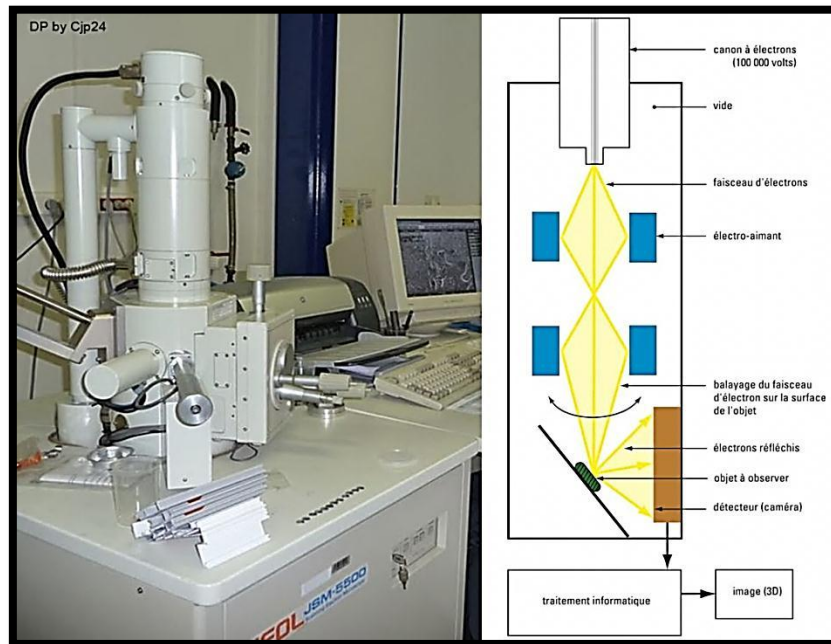 DP by Cjp24
JSM-5500
canon à électrons
(100 000 volts)
vide
faisceau d'électrons
électro-aimant
balayage du faisceau
d'électron sur la surface
de l'objet
électrons réfléchis
objet à observer
détecteur (caméra)
traitement informatique
image (3D)